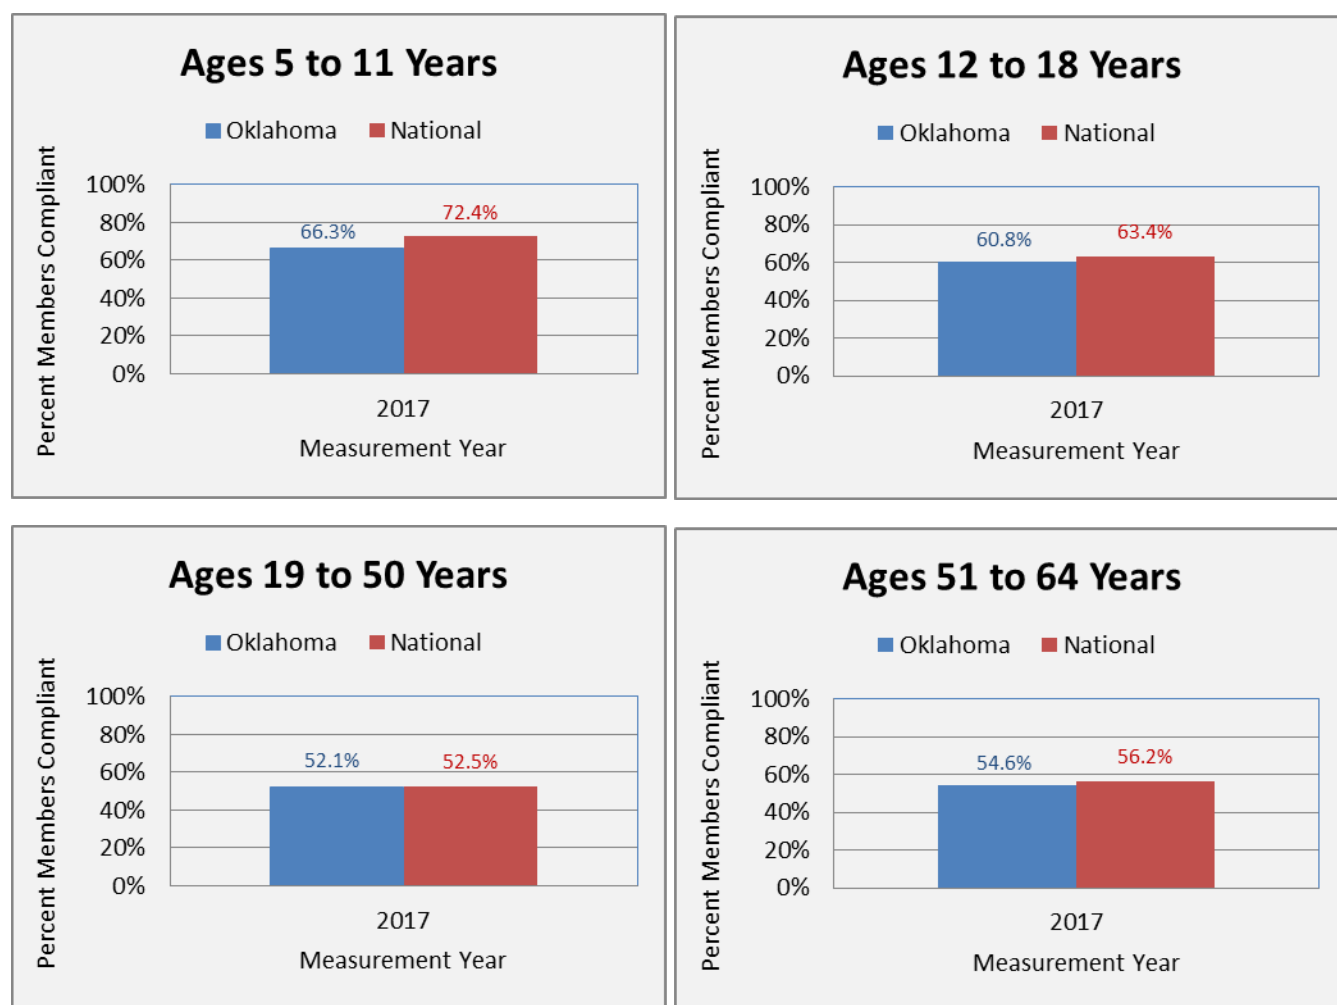 Ages 5 to 11 Years
Oklahoma National
Percent Members Compliant
100%
66.3% 72.4%
80%
60%
40%
20%
0%
2017
Measurement Year
Ages 12 to 18 Years
Oklahoma National
Percent Members Compliant
100%
60.8% 63.4%
80%
60%
40%
20%
0%
2017
Measurement Year
Ages 19 to 50 Years
Oklahoma National
Percent Members Compliant
100%
80%
52.1% 52.5%
60%
40%
20%
0%
2017
Measurement Year
Ages 51 to 64 Years
Oklahoma National
Percent Members Compliant
100%
80%
54.6% 56.2%
60%
40%
20%
0%
2017
Measurement Year